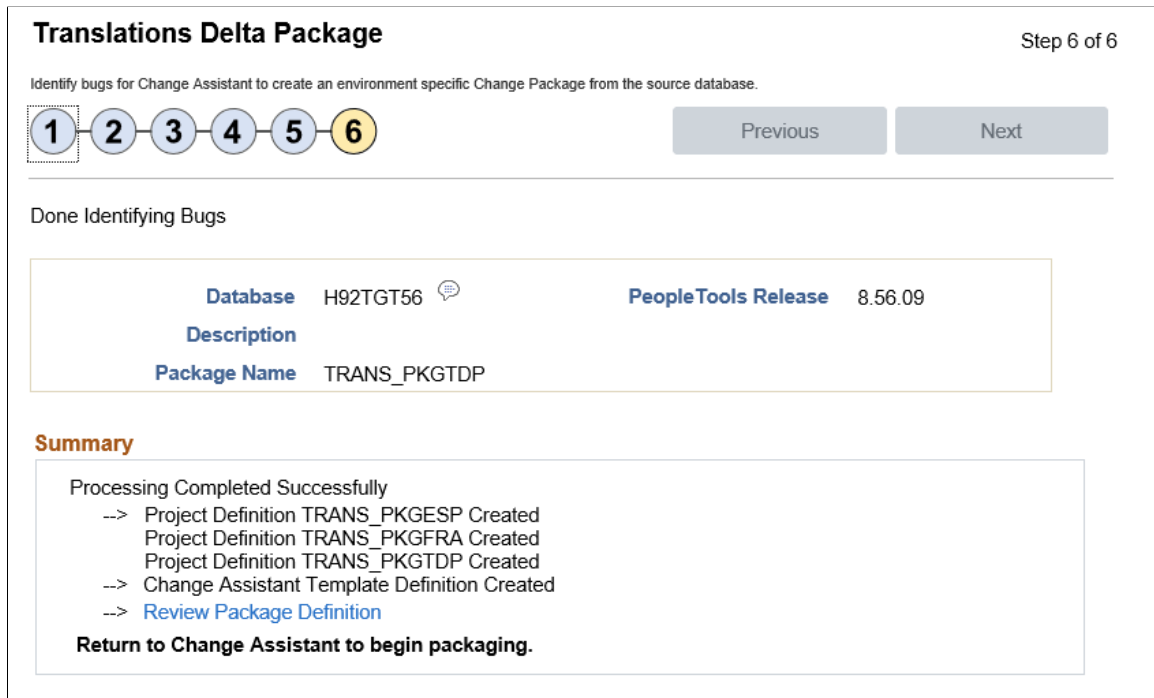 Translations Delta Package
Step 6 of 6
Identify bugs for Change Assistant to create an environment specific Change Package from the source database.
1 2 3 4 5 6
Previous Next
Done Identifying Bugs
Database H92TGT56 PeopleTools Release 8.56.09
Description
Package Name TRANS_PKGTDP
Summary
Processing Completed Successfully
--> Project Definition TRANS_PKGESP Created
Project Definition TRANS_PKGFRA Created
Project Definition TRANS_PKGTDP Created
--> Change Assistant Template Definition Created
--> Review Package Definition
Return to Change Assistant to begin packaging.